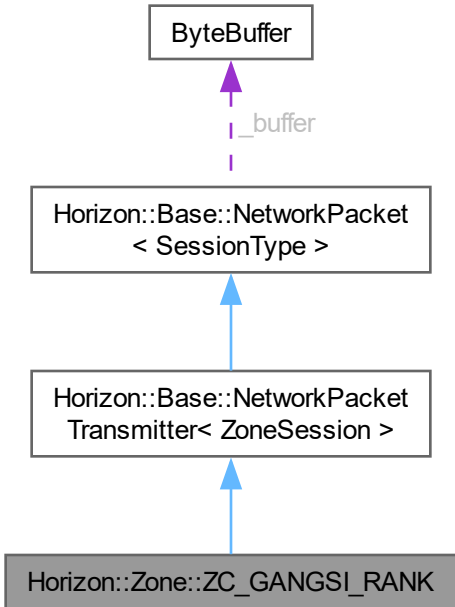 ByteBuffer
_buffer
Horizon::Base::NetworkPacket
< SessionType >
Horizon::Base::NetworkPacket
Transmitter< ZoneSession >
Horizon::Zone::ZC_GANGSI_RANK